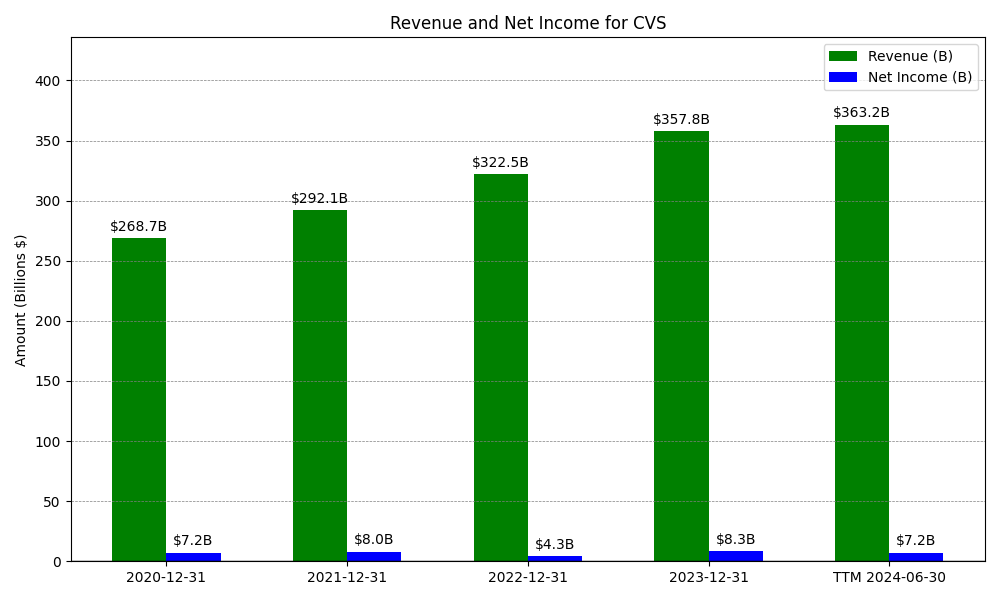 Revenue and Net Income for CVS
Revenue (B)
Net Income (B)
Amount (Billions $)
400
350
300
250
200
150
100
50
0
$268.7B
$292.1B
$322.5B
$357.8B
$363.2B
$7.2B
$8.0B
$4.3B
$8.3B
$7.2B
2020-12-31
2021-12-31
2022-12-31
2023-12-31
TTM 2024-06-30